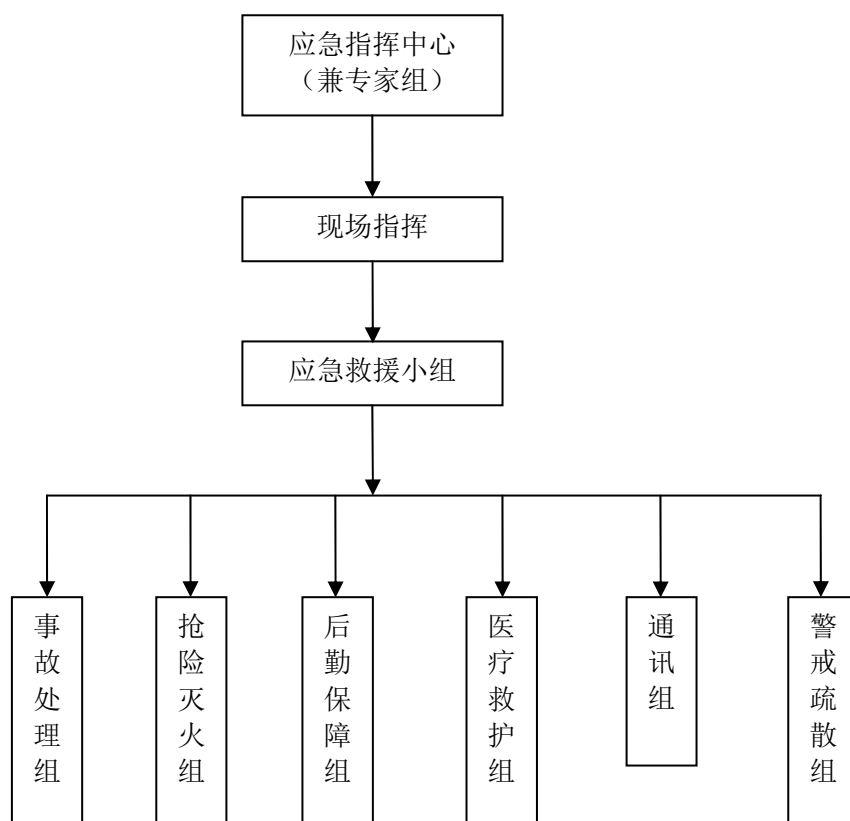 应急指挥中心
（兼专家组）
现场指挥
应急救援小组
事故处理组
抢险灭火组
后勤保障组
医疗救护组
通讯组
警戒疏散组